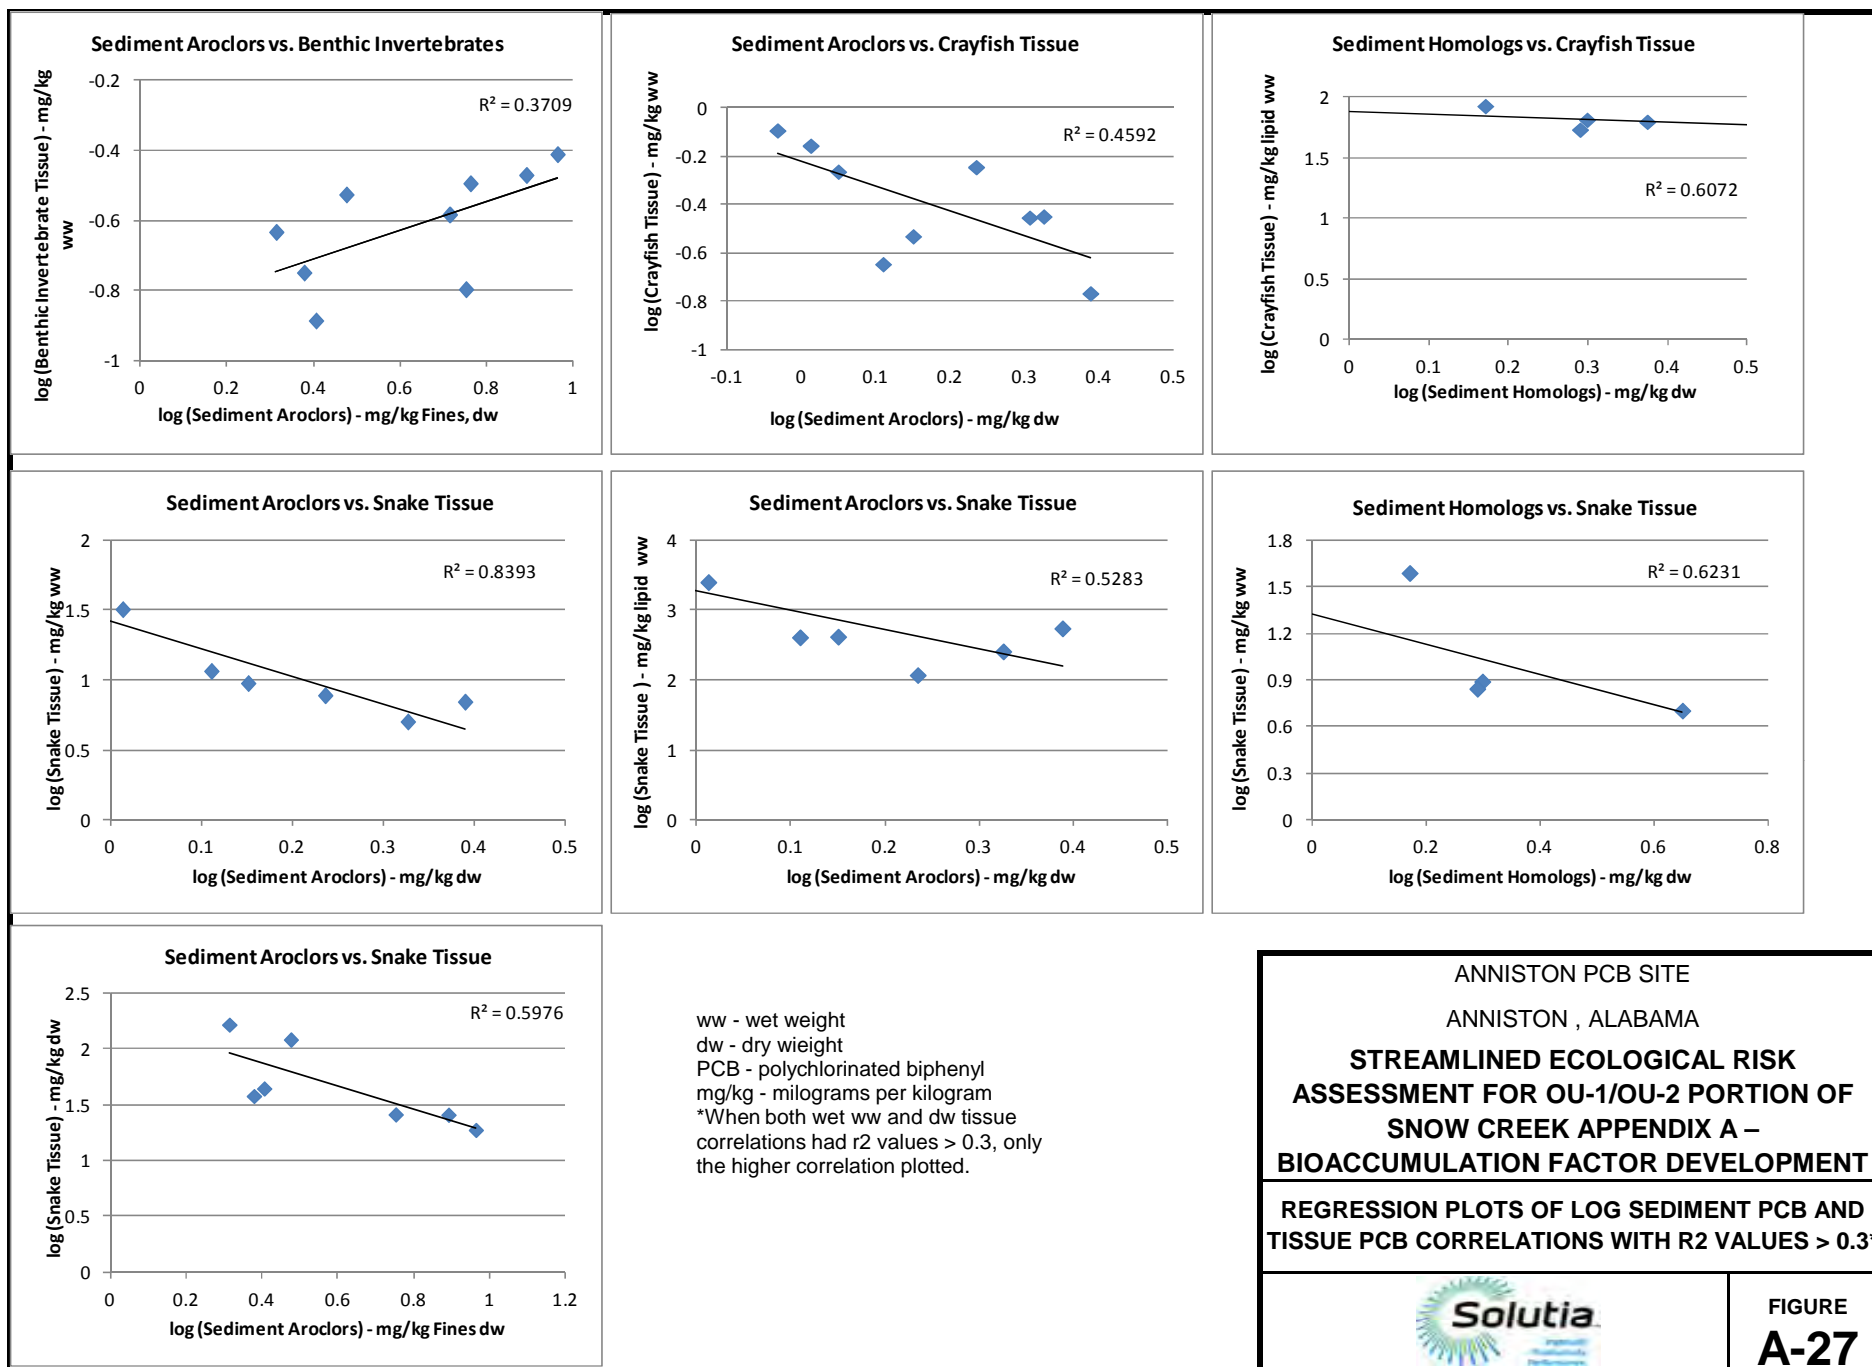 Sediment Aroclors vs. Benthic Invertebrates
log (Benthic Invertebrate Tissue) - mg/kg
ww
-0.2
-0.4
-0.6
-0.8
-1
R² = 0.3709
0 0.2 0.4 0.6 0.8 1
log (Sediment Aroclors) - mg/kg Fines, dw
Sediment Aroclors vs. Crayfish Tissue
log (Crayfish Tissue) - mg/kg ww
0
-0.2
-0.4
-0.6
-0.8
-1
R² = 0.4592
-0.1 0 0.1 0.2 0.3 0.4 0.5
log (Sediment Aroclors) - mg/kg dw
Sediment Homologs vs. Crayfish Tissue
log (Crayfish Tissue) - mg/kg lipid ww
2
1.5
1
0.5
0
R² = 0.6072
0 0.1 0.2 0.3 0.4 0.5
log (Sediment Homologs) - mg/kg dw
Sediment Aroclors vs. Snake Tissue
log (Snake Tissue) - mg/kg ww
2
1.5
1
0.5
0
R² = 0.8393
0 0.1 0.2 0.3 0.4 0.5
log (Sediment Aroclors) - mg/kg dw
Sediment Aroclors vs. Snake Tissue
log (Snake Tissue ) - mg/kg lipid ww
4
3
2
1
0
R² = 0.5283
0 0.1 0.2 0.3 0.4 0.5
log (Sediment Aroclors) - mg/kg dw
Sediment Homologs vs. Snake Tissue
log (Snake Tissue) - mg/kg ww
1.8
1.5
1.2
0.9
0.6
0.3
0
R² = 0.6231
0 0.2 0.4 0.6 0.8
log (Sediment Homologs) - mg/kg dw
Sediment Aroclors vs. Snake Tissue
log (Snake Tissue) - mg/kg dw
2.5
2
1.5
1
0.5
0
R² = 0.5976
0 0.2 0.4 0.6 0.8 1 1.2
log (Sediment Aroclors) - mg/kg Fines dw
ww - wet weight
dw - dry wieight
PCB - polychlorinated biphenyl
mg/kg - miligrams per kilogram
*When both wet ww and dw tissue
correlations had r2 values > 0.3, only
the higher correlation plotted.
ANNISTON PCB SITE
ANNISTON , ALABAMA
STREAMLINED ECOLOGICAL RISK
ASSESSMENT FOR OU-1/OU-2 PORTION OF
SNOW CREEK APPENDIX A –
BIOACCUMULATION FACTOR DEVELOPMENT
REGRESSION PLOTS OF LOG SEDIMENT PCB AND
TISSUE PCB CORRELATIONS WITH R2 VALUES > 0.3*
Solutia
FIGURE
A-27